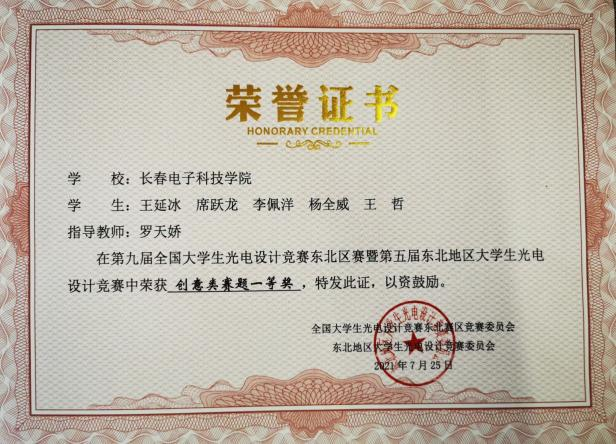 荣誉证书
HONORARY CREDENTIAL
学　　校：长春电子科技学院
学　　生：王延冰　席跃龙　李佩洋　杨全威　王　哲
指导教师：罗天娇
在第九届全国大学生光电设计竞赛东北区赛暨第五届东北地区大学生光电
设计竞赛中荣获 创意类赛题一等奖 ，特发此证，以资鼓励。
全国大学生光电设计竞赛东北赛区竞赛委员会
东北地区大学生光电设计竞赛委员会
2021年7月25日